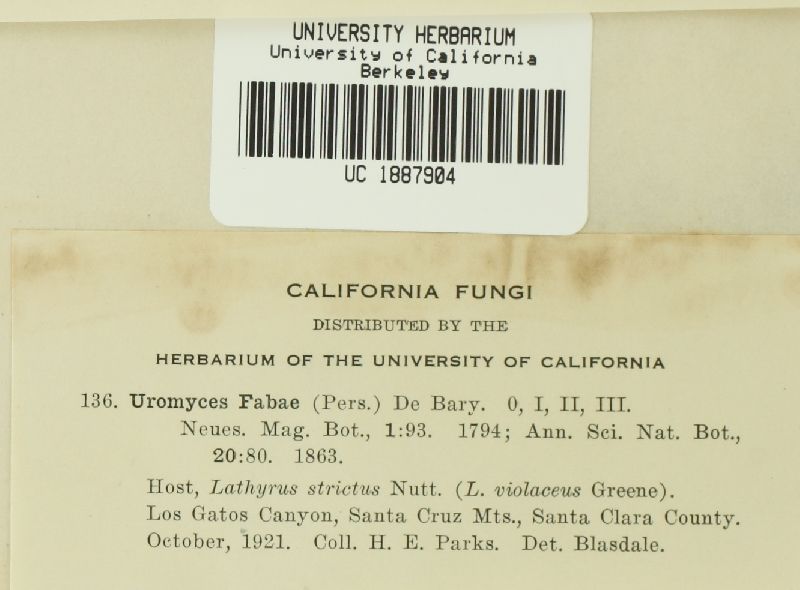 UNIVERSITY HERBARIUM
University of California
Berkeley
UC 1887904
CALIFORNIA FUNGI
DISTRIBUTED BY THE
HERBARIUM OF THE UNIVERSITY OF CALIFORNIA
136. Uromyces Fabae (Pers.) De Bary. 0, I, II, III.
Neues. Mag. Bot., 1:93. 1794; Ann. Sci. Nat. Bot.,
20:80. 1863.
Host, Lathyrus strictus Nutt. (L. violaceus Greene).
Los Gatos Canyon, Santa Cruz Mts., Santa Clara County.
October, 1921. Coll. H. E. Parks. Det. Blasdale.